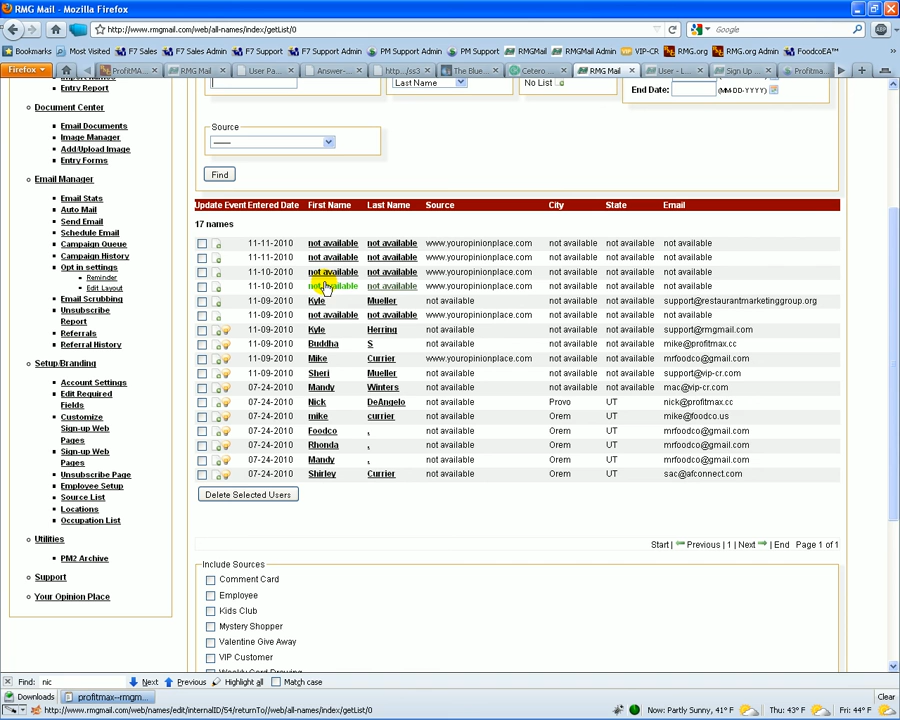 RMG Mail - Mozilla Firefox
http://www.rmgmail.com/web/all-names/index/getList/0 Google ABP
Bookmarks Most Visited F7 Sales F7 Sales Admin F7 Support F7 Support Admin PM Support Admin PM Support RMGMail RMGMail Admin VIP-CR RMG.org RMG.org Admin FoodcoEA™
Firefox ProfitMA... RMG Mail User Pa... Answer-... http.../ss3 The Blue... Cetero ... RMG Mail User - L... Sign Up ... Profitma...
Entry Report
Document Center
Email Documents
Image Manager
Add/Upload Image
Entry Forms
Email Manager
Email Stats
Auto Mail
Send Email
Schedule Email
Campaign Queue
Campaign History
Opt in settings
Reminder
Edit Layout
Email Scrubbing
Unsubscribe
Report
Referrals
Referral History
Setup/Branding
Account Settings
Edit Required
Fields
Customize
Sign-up Web
Pages
Sign-up Web
Pages
Unsubscribe Page
Employee Setup
Source List
Locations
Occupation List
Utilities
PM2 Archive
Support
Your Opinion Place
Last Name No List End Date: (MM-DD-YYYY)
Source
-----
Find
Update Event Entered Date First Name Last Name Source City State Email
17 names
11-11-2010 not available not available www.youropinionplace.com not available not available not available
11-11-2010 not available not available www.youropinionplace.com not available not available not available
11-10-2010 not available not available www.youropinionplace.com not available not available not available
11-10-2010 not available not available www.youropinionplace.com not available not available not available
11-09-2010 Kyle Mueller not available not available not available support@restaurantmarketinggroup.org
11-09-2010 not available not available www.youropinionplace.com not available not available not available
11-09-2010 Kyle Herring not available not available not available support@rmgmail.com
11-09-2010 Buddha S not available not available not available mike@profitmax.cc
11-09-2010 Mike Currier www.youropinionplace.com not available not available mrfoodco@gmail.com
11-09-2010 Sheri Mueller not available not available not available support@vip-cr.com
07-24-2010 Mandy Winters not available not available not available mac@vip-cr.com
07-24-2010 Nick DeAngelo not available Provo UT nick@profitmax.cc
07-24-2010 mike currier not available Orem UT mike@foodco.us
07-24-2010 Foodco , not available Orem UT mrfoodco@gmail.com
07-24-2010 Rhonda , not available Orem UT mrfoodco@gmail.com
07-24-2010 Mandy , not available Orem UT mrfoodco@gmail.com
07-24-2010 Shirley Currier not available Orem UT sac@afconnect.com
Delete Selected Users
Start | Previous | 1 | Next | End Page 1 of 1
Include Sources
Comment Card
Employee
Kids Club
Mystery Shopper
Valentine Give Away
VIP Customer
Find: nic Next Previous Highlight all Match case
Downloads profitmax--rmgm... Clear
http://www.rmgmail.com/web/names/edit/internalID/54/returnTo//web/all-names/index/getList/0 Now: Partly Sunny, 41° F Thu: 43° F Fri: 44° F